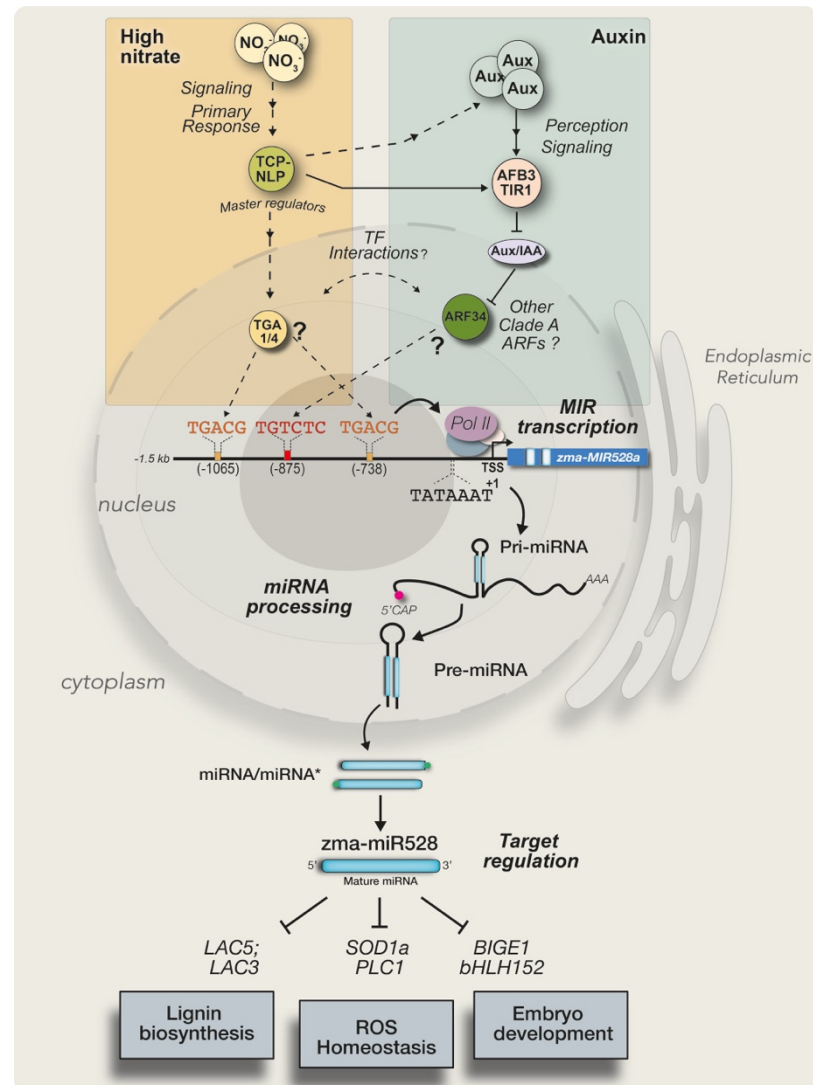 High
nitrate
NO₃⁻
NO₃⁻
NO₃⁻
Signaling
Primary
Response
TCP-
NLP
Master regulators
Auxin
Aux
Aux
Aux
Perception
Signaling
AFB3
TIR1
Aux/IAA
TF
Interactions?
TGA
1/4
?
ARF34
?
Other
Clade A
ARFs ?
Endoplasmic
Reticulum
TGACG
TGTCTC
TGACG
Pol II
MIR
transcription
-1.5 kb
(-1065)
(-875)
(-738)
TSS
+1
zma-MIR528a
TATAAAT
nucleus
Pri-miRNA
miRNA
processing
5'CAP
AAA
Pre-miRNA
cytoplasm
miRNA/miRNA*
zma-miR528
5'
3'
Mature miRNA
Target
regulation
LAC5;
LAC3
SOD1a
PLC1
BIGE1
bHLH152
Lignin
biosynthesis
ROS
Homeostasis
Embryo
development